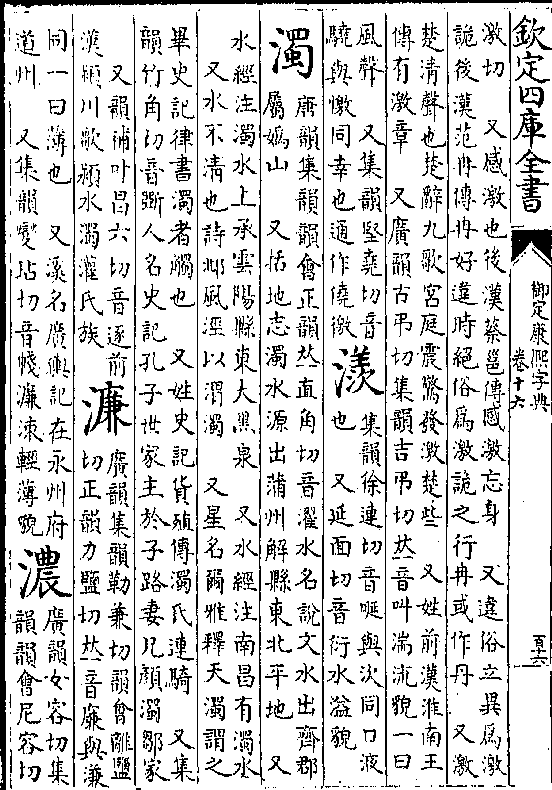 欽定四庫全書
御定康熙字典
卷十六
激切　又感激也後漢蔡邕傳感激忘身　又違俗立異爲激
詭後漢范冉傳冉好違時絕俗爲激詭之行冉或作丹　又激
楚清聲也楚辭九歌宮庭震驚發激楚些　又姓前漢淮南王
傳有激章　又廣韻古弔切集韻吉弔切𠀤音叫湍流貌一曰
風聲　又集韻堅堯切音驍與憿同幸也通作僥徼
湠
集韻徐連切音唌與次同口液也　又延面切音衍水溢貌
濁
唐韻集韻韻會正韻𠀤直角切音濯水名說文水出齊郡
厲嬀山　又括地志濁水源出蒲州解縣東北平地　又
水經注濁水上承雲陽縣東大黑泉　又水經注南昌有濁水
又水不清也詩邶風涇以渭濁　又星名爾雅釋天濁謂之
畢史記律書濁者觸也　又姓史記貨殖傳濁氏連騎　又集
韻竹角切音斲人名史記孔子世家主於子路妻兄顏濁鄒家
又韻補叶昌六切音逐前漢潁川歌潁水濁灌氏族
濂
廣韻集韻勒兼切韻會離鹽切正韻力鹽切𠀤音廉與溓
同一曰薄也　又溪名廣輿記在永州府
道州　又集韻變玷切音㡘濂涑輕薄貌
濃
廣韻女容切集韻韻會尼容切